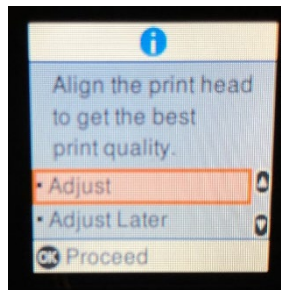 Align the print head
to get the best
print quality.
• Adjust
• Adjust Later
OK Proceed